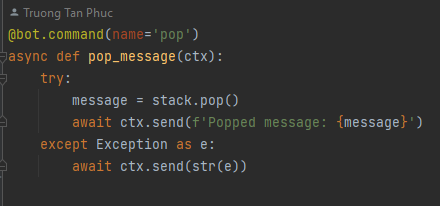 Truong Tan Phuc
@bot.command(name='pop')
async def pop_message(ctx):
    try:
        message = stack.pop()
        await ctx.send(f'Popped message: {message}')
    except Exception as e:
        await ctx.send(str(e))